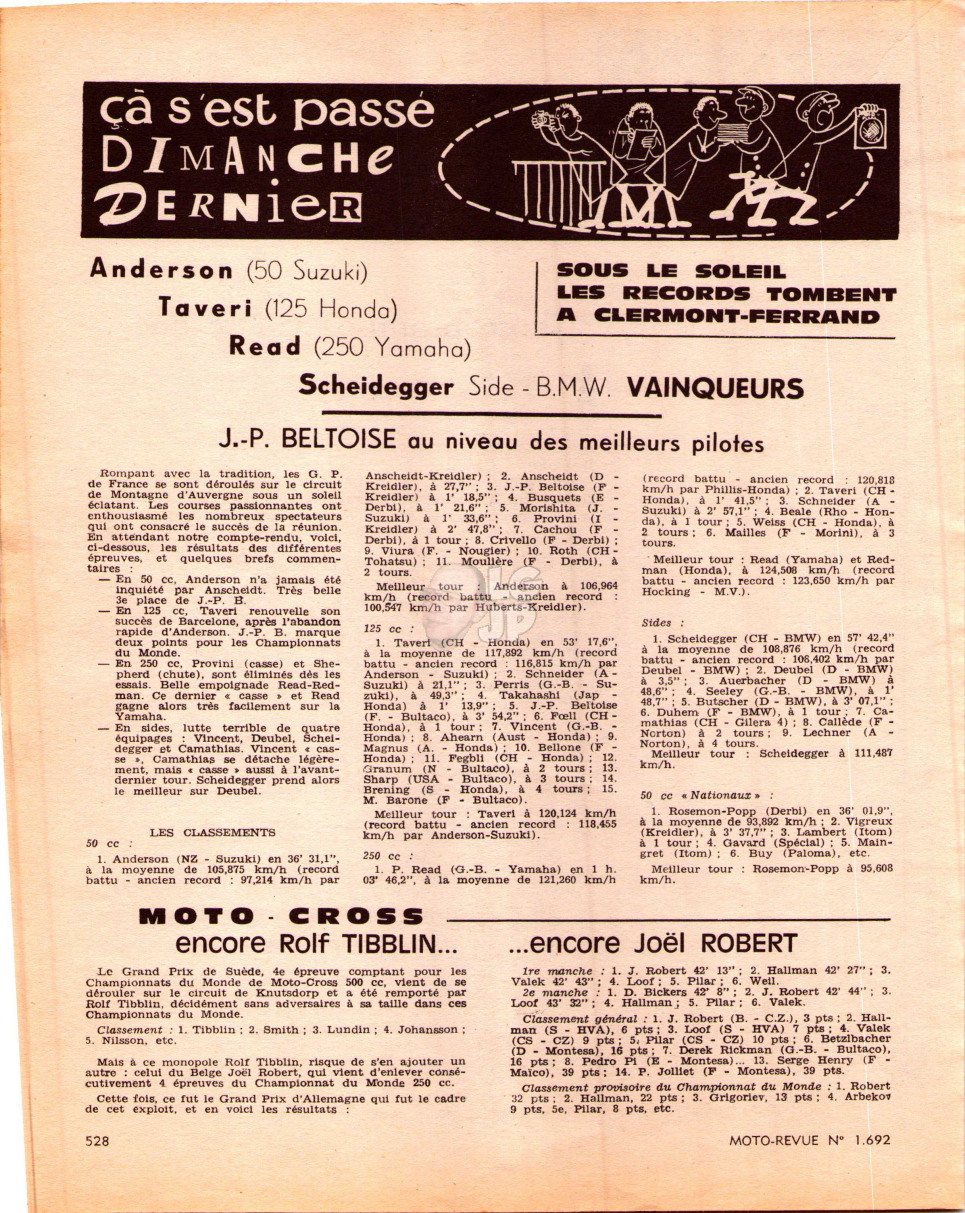 çà s'est passé
DIMANCHE
DERNIER
Anderson (50 Suzuki)
Taveri (125 Honda)
Read (250 Yamaha)
Scheidegger Side - B.M.W. VAINQUEURS
SOUS LE SOLEIL
LES RECORDS TOMBENT
A CLERMONT-FERRAND
J.-P. BELTOISE au niveau des meilleurs pilotes
Rompant avec la tradition, les G. P.
de France se sont déroulés sur le circuit
de Montagne d'Auvergne sous un soleil
éclatant. Les courses passionnantes ont
enthousiasmé les nombreux spectateurs
qui ont consacré le succès de la réunion.
En attendant notre compte-rendu, voici,
ci-dessous, les résultats des différentes
épreuves, et quelques brefs commen-
taires :
— En 50 cc, Anderson n'a jamais été
inquiété par Anscheidt. Très belle
3e place de J.-P. B.
— En 125 cc, Taveri renouvelle son
succès de Barcelone, après l'abandon
rapide d'Anderson. J.-P. B. marque
deux points pour les Championnats
du Monde.
— En 250 cc, Provini (casse) et She-
pherd (chute), sont éliminés dès les
essais. Belle empoignade Read-Red-
man. Ce dernier « casse » et Read
gagne alors très facilement sur la
Yamaha.
— En sides, lutte terrible de quatre
équipages : Vincent, Deubel, Schei-
degger et Camathias. Vincent « cas-
se », Camathias se détache légère-
ment, mais « casse » aussi à l'avant-
dernier tour. Scheidegger prend alors
le meilleur sur Deubel.
LES CLASSEMENTS
50 cc :
1. Anderson (NZ - Suzuki) en 36' 31,1",
à la moyenne de 105,875 km/h (record
battu - ancien record : 97,214 km/h par
Anscheidt-Kreidler) ; 2. Anscheidt (D -
Kreidler), à 27,7" ; 3. J.-P. Beltoise (F -
Kreidler) à 1' 18,5" ; 4. Busquets (E -
Derbi), à 1' 21,6" ; 5. Morishita (J. -
Suzuki) à 1' 33,6" ; 6. Provini (I -
Kreidler) à 2' 47,8" ; 7. Cachou (F -
Derbi), à 1 tour ; 8. Crivello (F - Derbi) ;
9. Viura (F. - Nougier) ; 10. Roth (CH -
Tohatsu) ; 11. Moulière (F - Derbi), à
2 tours.
Meilleur tour : Anderson à 106,964
km/h (record battu - ancien record :
100,547 km/h par Huberts-Kreidler).
125 cc :
1. Taveri (CH - Honda) en 53' 17,6",
à la moyenne de 117,892 km/h (record
battu - ancien record : 116,815 km/h par
Anderson - Suzuki) ; 2. Schneider (A -
Suzuki) à 21,1" ; 3. Perris (G.-B. - Su-
zuki), à 49,3" ; 4. Takahashi (Jap -
Honda) à 1' 13,9" ; 5. J.-P. Beltoise
(F. - Bultaco), à 3' 54,2" ; 6. Fœll (CH -
Honda), à 1 tour ; 7. Vincent (G.-B. -
Honda) ; 8. Ahearn (Aust - Honda) ; 9.
Magnus (A. - Honda) ; 10. Bellone (F -
Honda) ; 11. Fegbli (CH - Honda) ; 12.
Granum (N - Bultaco), à 2 tours ; 13.
Sharp (USA - Bultaco), à 3 tours ; 14.
Brening (S - Honda), à 4 tours ; 15.
M. Barone (F - Bultaco).
Meilleur tour : Taveri à 120,124 km/h
(record battu - ancien record : 118,455
km/h par Anderson-Suzuki).
250 cc :
1. P. Read (G.-B. - Yamaha) en 1 h.
03' 46,2", à la moyenne de 121,260 km/h
(record battu - ancien record : 120,818
km/h par Phillis-Honda) ; 2. Taveri (CH -
Honda), à 1' 41,5" ; 3. Schneider (A -
Suzuki) à 2' 57,1" ; 4. Beale (Rho - Hon-
da), à 1 tour ; 5. Weiss (CH - Honda), à
2 tours ; 6. Mailles (F - Morini), à 3
tours.
Meilleur tour : Read (Yamaha) et Red-
man (Honda), à 124,508 km/h (record
battu - ancien record : 123,650 km/h par
Hocking - M.V.).
Sides :
1. Scheidegger (CH - BMW) en 57' 42,4"
à la moyenne de 108,876 km/h (record
battu - ancien record : 106,402 km/h par
Deubel - BMW) ; 2. Deubel (D - BMW)
à 3,5" ; 3. Auerbacher (D - BMW) à
48,6" ; 4. Seeley (G.-B. - BMW), à 1'
48,7" ; 5. Butscher (D - BMW), à 3' 07,1" ;
6. Duhem (F - BMW), à 1 tour ; 7. Ca-
mathias (CH - Gilera 4) ; 8. Callède (F -
Norton) à 2 tours ; 9. Lechner (A -
Norton), à 4 tours.
Meilleur tour : Scheidegger à 111,487
km/h.
50 cc « Nationaux » :
1. Rosemon-Popp (Derbi) en 36' 01,9",
à la moyenne de 93,892 km/h ; 2. Vigreux
(Kreidler), à 3' 37,7" ; 3. Lambert (Itom)
à 1 tour ; 4. Gavard (Spécial) ; 5. Main-
gret (Itom) ; 6. Buy (Paloma), etc.
Meilleur tour : Rosemon-Popp à 95,608
km/h.
MOTO - CROSS
encore Rolf TIBBLIN...
Le Grand Prix de Suède, 4e épreuve comptant pour les
Championnats du Monde de Moto-Cross 500 cc, vient de se
dérouler sur le circuit de Knutsdorp et a été remporté par
Rolf Tibblin, décidément sans adversaires à sa taille dans ces
Championnats du Monde.
Classement : 1. Tibblin ; 2. Smith ; 3. Lundin ; 4. Johansson ;
5. Nilsson, etc.
Mais à ce monopole Rolf Tibblin, risque de s'en ajouter un
autre : celui du Belge Joël Robert, qui vient d'enlever consé-
cutivement 4 épreuves du Championnat du Monde 250 cc.
Cette fois, ce fut le Grand Prix d'Allemagne qui fut le cadre
de cet exploit, et en voici les résultats :
...encore Joël ROBERT
1re manche : 1. J. Robert 42' 13" ; 2. Hallman 42' 27" ; 3.
Valek 42' 43" ; 4. Loof ; 5. Pilar ; 6. Weil.
2e manche : 1. D. Bickers 42' 8" ; 2. J. Robert 42' 44" ; 3.
Loof 43' 32" ; 4. Hallman ; 5. Pilar ; 6. Valek.
Classement général : 1. J. Robert (B. - C.Z.), 3 pts ; 2. Hall-
man (S - HVA), 6 pts ; 3. Loof (S - HVA) 7 pts ; 4. Valek
(CS - CZ) 9 pts ; 5. Pilar (CS - CZ) 10 pts ; 6. Betzlbacher
(D - Montesa), 16 pts ; 7. Derek Rickman (G.-B. - Bultaco),
16 pts ; 8. Pedro Pi (E - Montesa)... 13. Serge Henry (F -
Maïco), 39 pts ; 14. P. Jolliet (F - Montesa), 39 pts.
Classement provisoire du Championnat du Monde : 1. Robert
32 pts ; 2. Hallman, 22 pts ; 3. Grigoriev, 13 pts ; 4. Arbekov
9 pts, 5e, Pilar, 8 pts, etc.
528
MOTO-REVUE N° 1.692